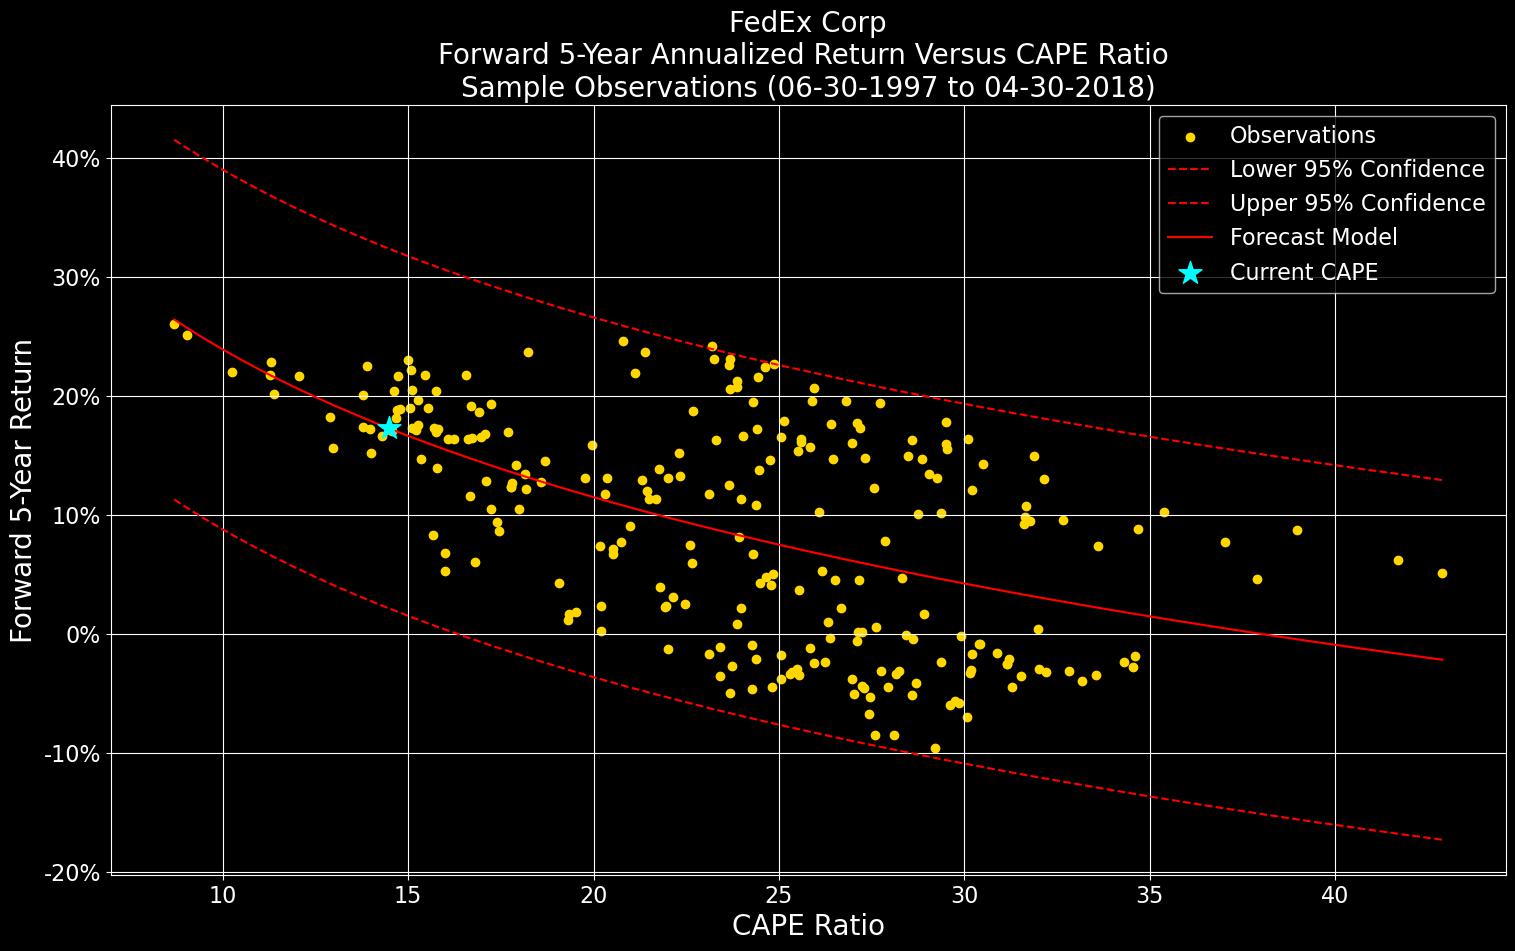 FedEx Corp
Forward 5-Year Annualized Return Versus CAPE Ratio
Sample Observations (06-30-1997 to 04-30-2018)
Observations
Lower 95% Confidence
Upper 95% Confidence
Forecast Model
Current CAPE
Forward 5-Year Return
40%
30%
20%
10%
0%
-10%
-20%
10 15 20 25 30 35 40
CAPE Ratio